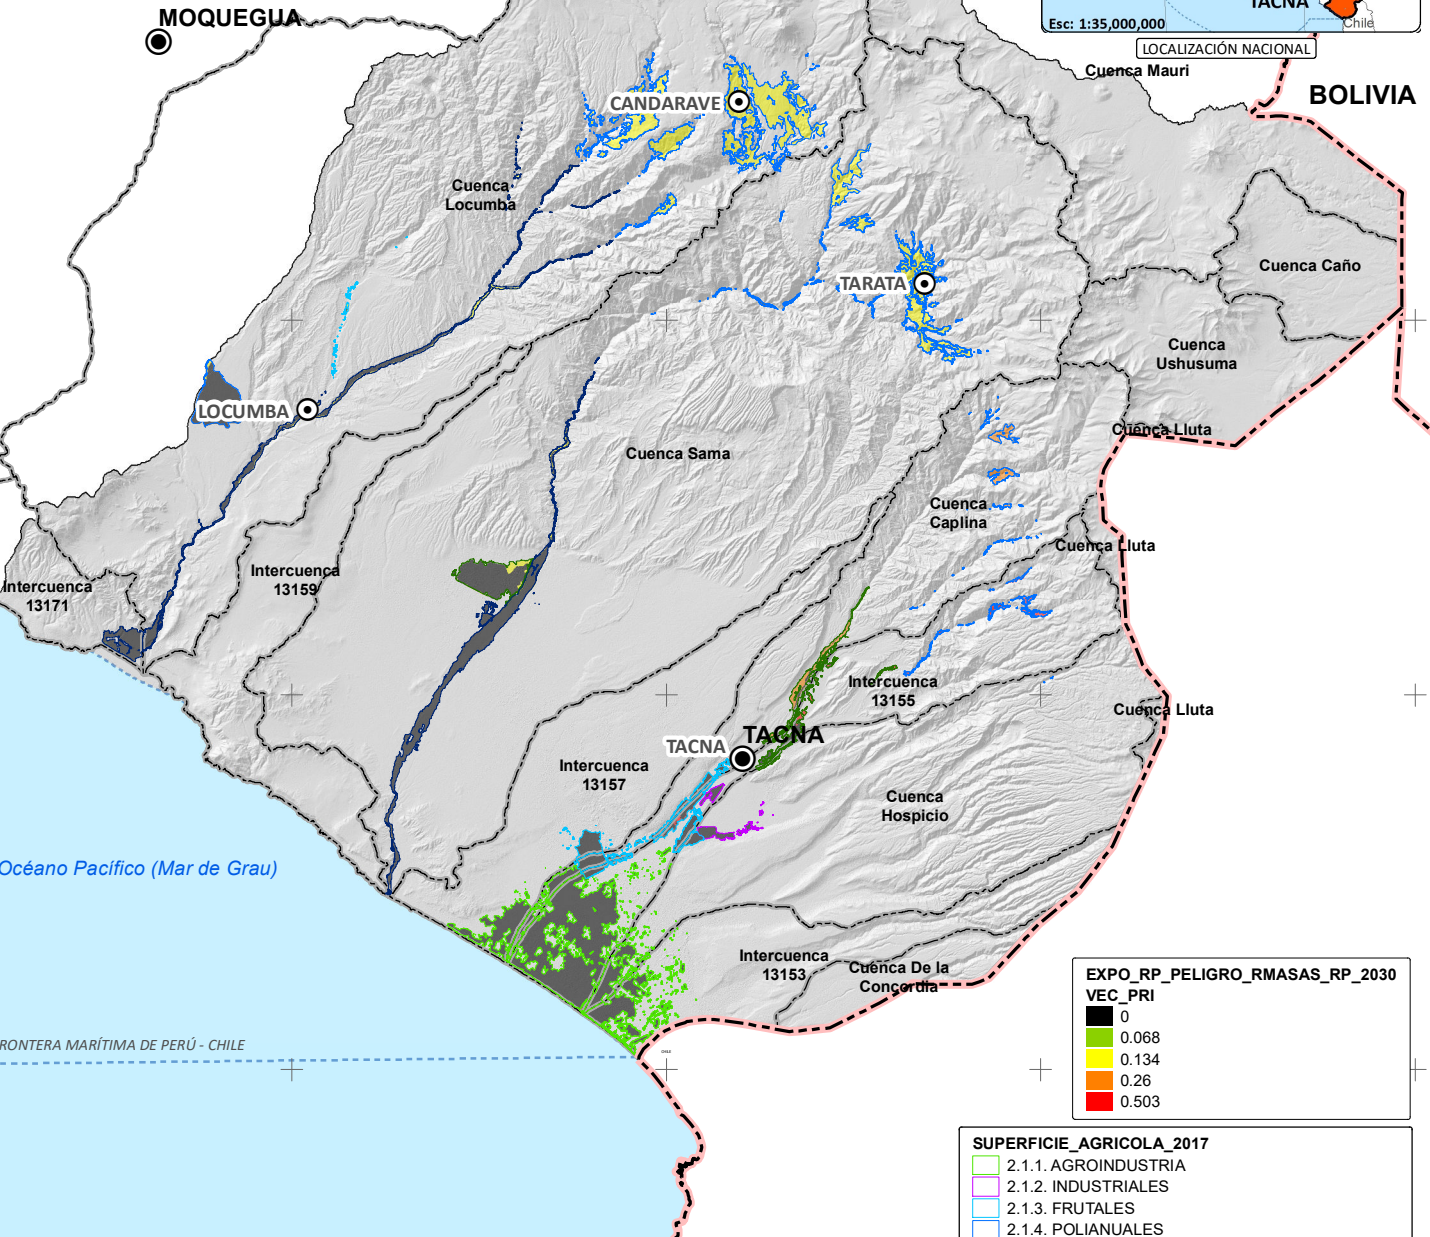 MOQUEGUA
TACNA
Chile
Esc: 1:35,000,000
LOCALIZACIÓN NACIONAL
Cuenca Mauri
BOLIVIA
CANDARAVE
Cuenca
Locumba
Cuenca Caño
TARATA
Cuenca
Ushusuma
LOCUMBA
Cuenca Lluta
Cuenca Sama
Cuenca
Caplina
Cuenca Lluta
Intercuenca
13159
Intercuenca
13171
Intercuenca
13155
Cuenca Lluta
TACNA
TACNA
Intercuenca
13157
Cuenca
Hospicio
Océano Pacífico (Mar de Grau)
Intercuenca
13153
Cuenca De la
Concordia
RONTERA MARÍTIMA DE PERÚ - CHILE
CHILE
EXPO_RP_PELIGRO_RMASAS_RP_2030
VEC_PRI
0
0.068
0.134
0.26
0.503
SUPERFICIE_AGRICOLA_2017
2.1.1. AGROINDUSTRIA
2.1.2. INDUSTRIALES
2.1.3. FRUTALES
2.1.4. POLIANUALES